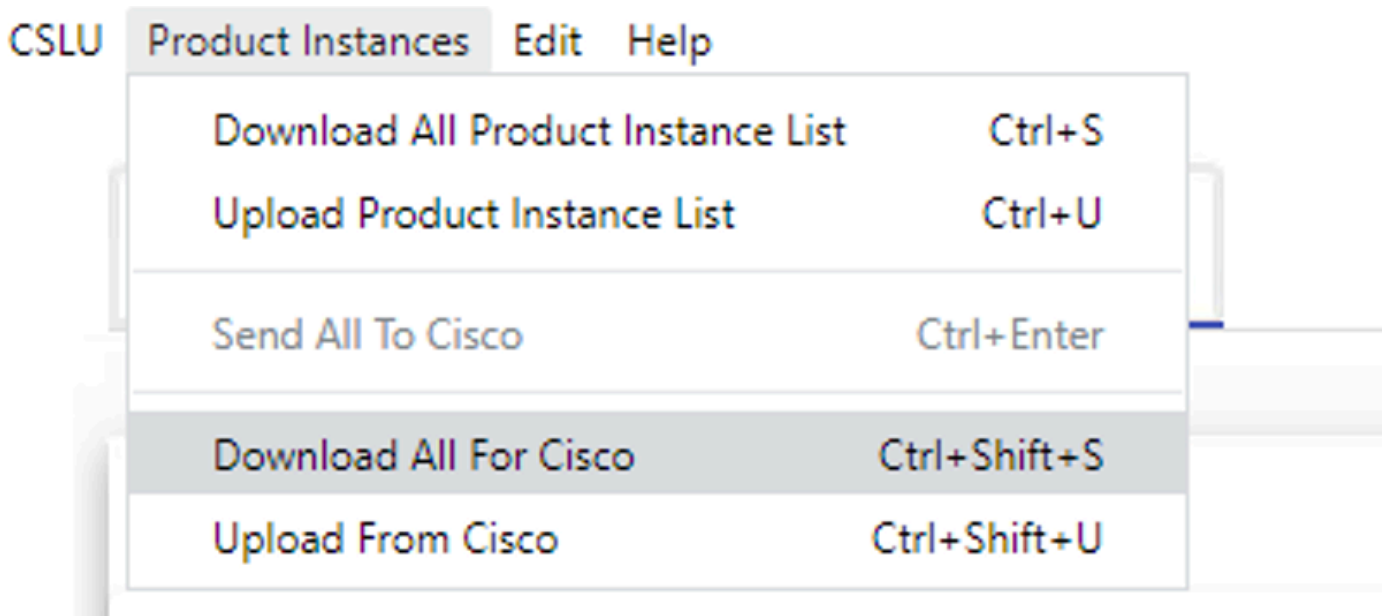 CSLU Product Instances Edit Help
Download All Product Instance List Ctrl+S
Upload Product Instance List Ctrl+U
Send All To Cisco Ctrl+Enter
Download All For Cisco Ctrl+Shift+S
Upload From Cisco Ctrl+Shift+U